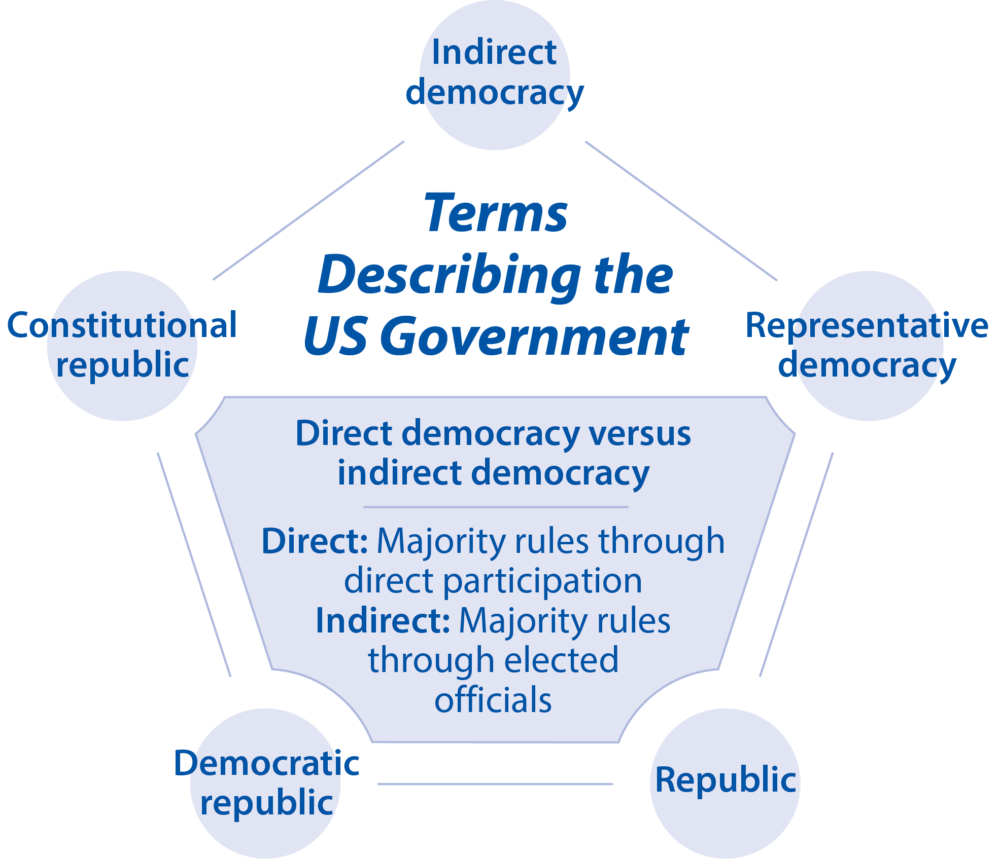 Indirect
democracy
Terms
Describing the
US Government
Constitutional
republic
Representative
democracy
Direct democracy versus
indirect democracy
Direct: Majority rules through
direct participation
Indirect: Majority rules
through elected
officials
Democratic
republic
Republic